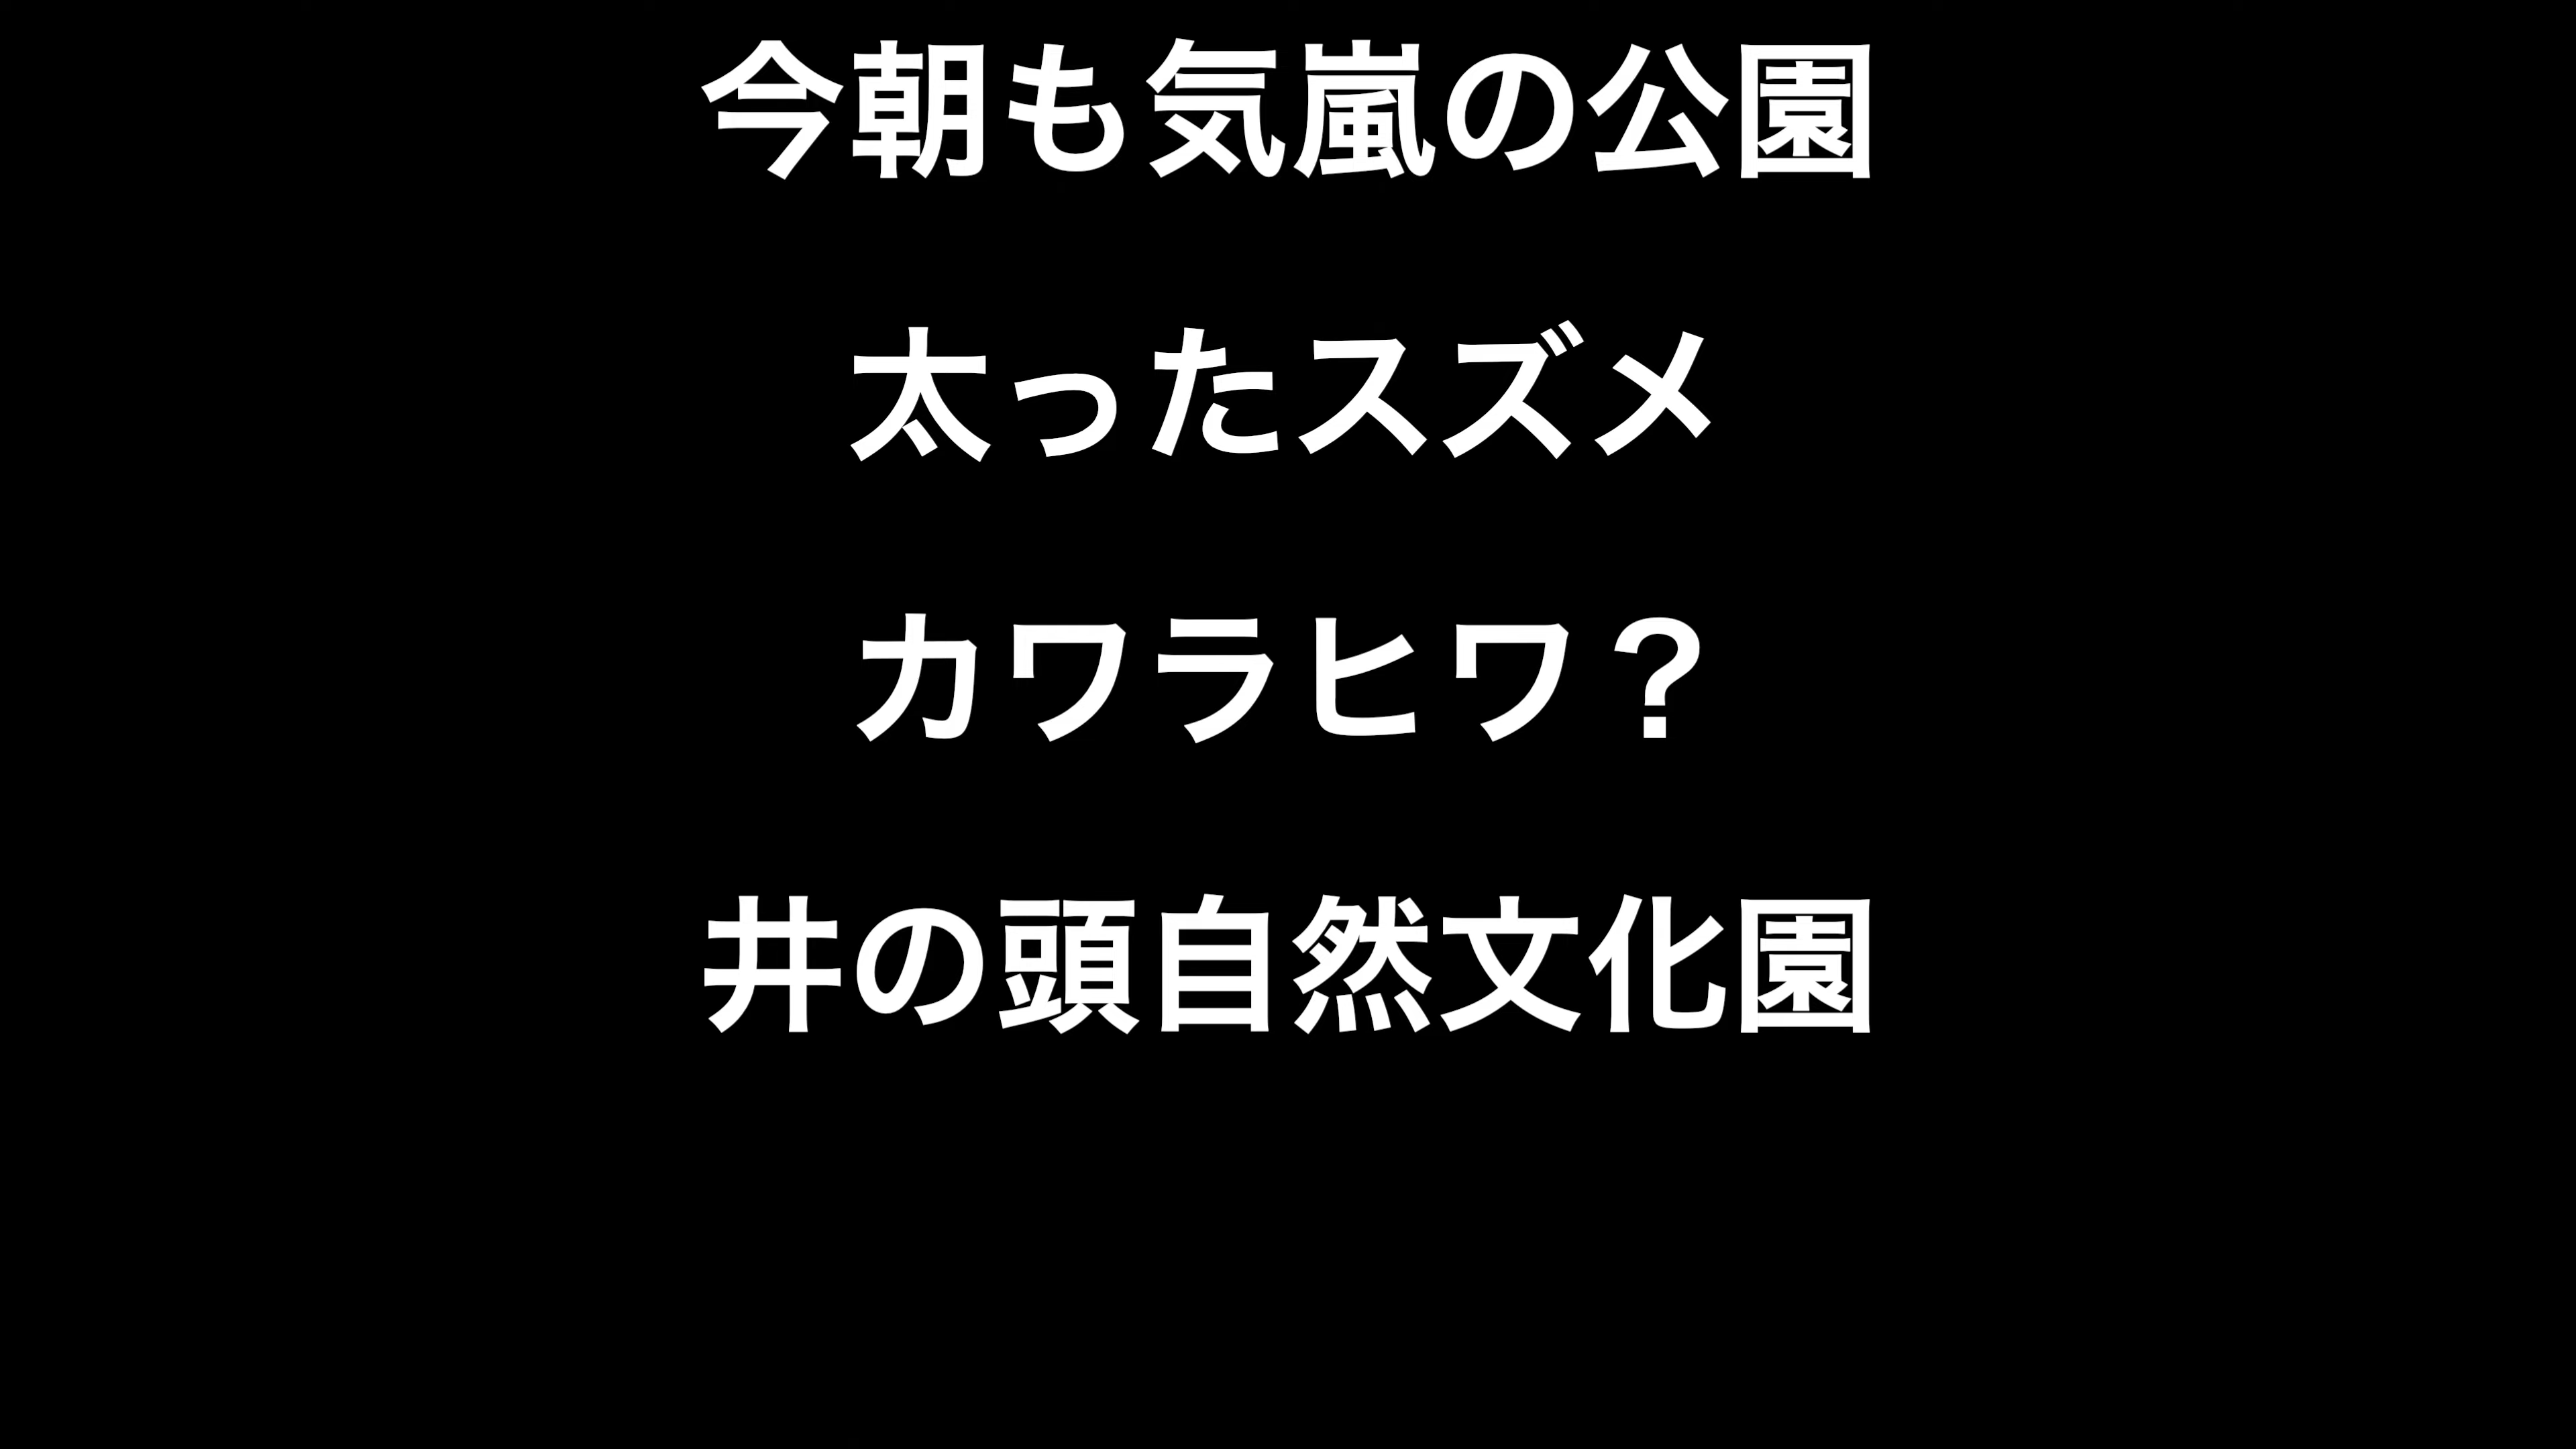 今朝も気嵐の公園
太ったスズメ
カワラヒワ？
井の頭自然文化園